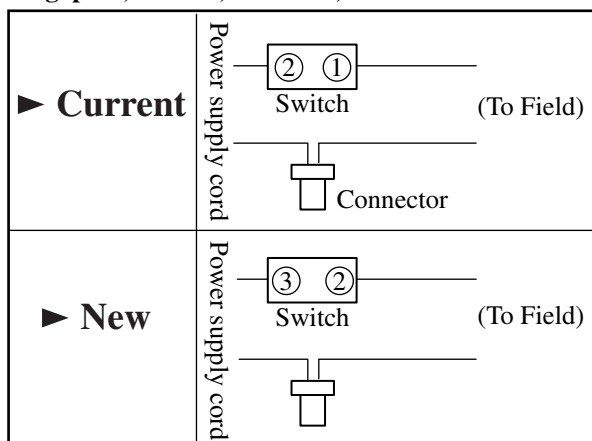 ► Current
Power supply cord
② ①
Switch
(To Field)
Connector
► New
Power supply cord
③ ②
Switch
(To Field)